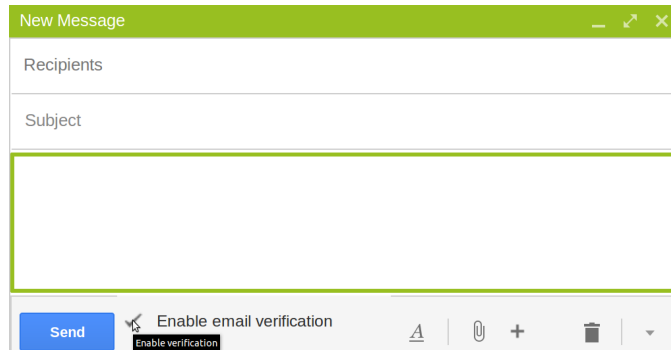 New Message
Recipients
Subject
Send
Enable email verification
A
Enable verification